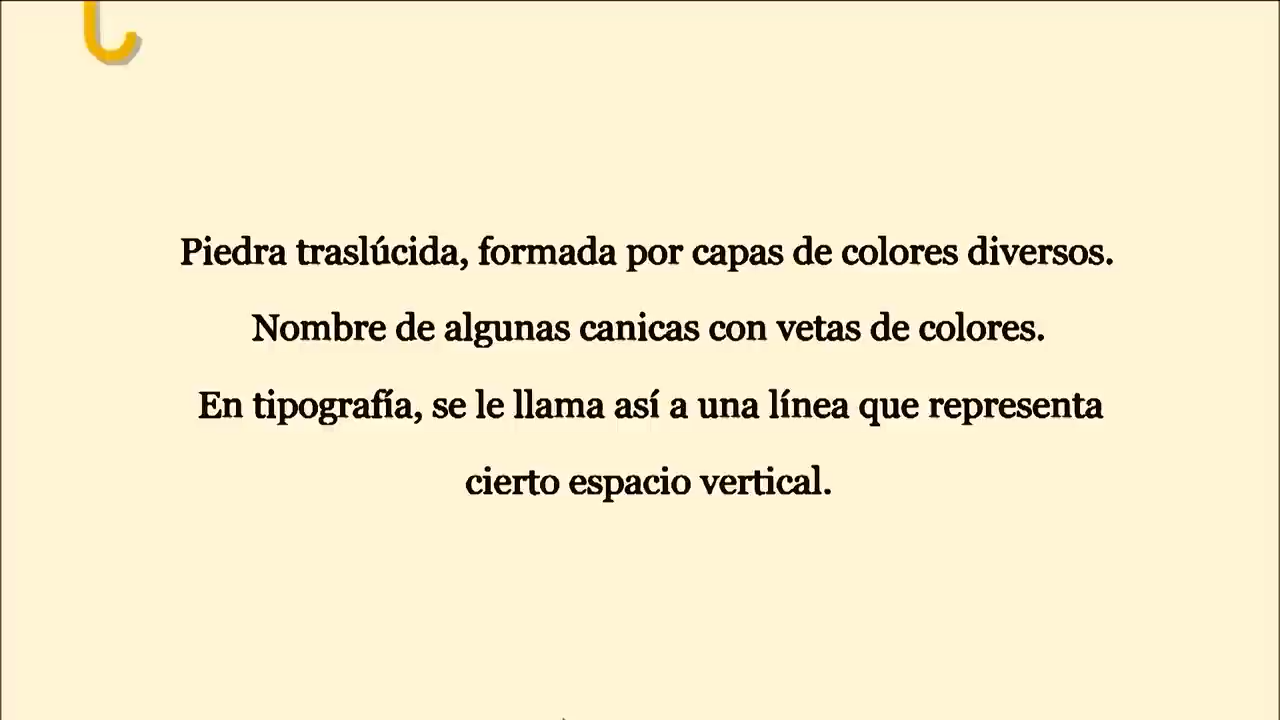 Piedra traslúcida, formada por capas de colores diversos.
Nombre de algunas canicas con vetas de colores.
En tipografía, se le llama así a una línea que representa
cierto espacio vertical.